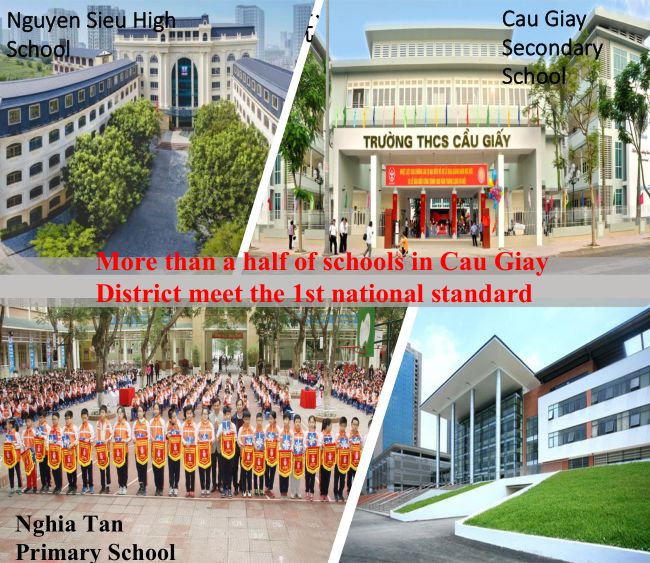 Nguyen Sieu High
School
Cau Giay
Secondary
School
TRƯỜNG THCS CẦU GIẤY
More than a half of schools in Cau Giay
District meet the 1st national standard
Nghia Tan
Primary School